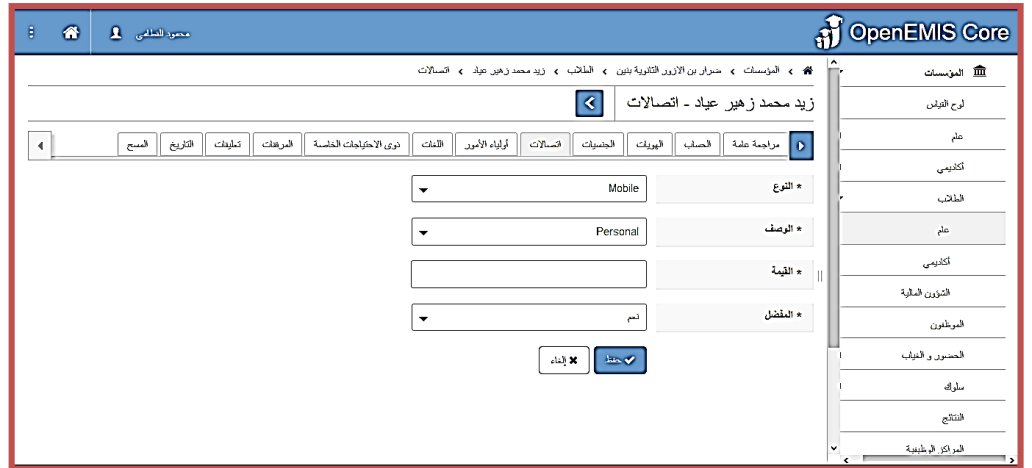 OpenEMIS Core
محمود الطلامي
المؤسسات › ضرار بن الازور الثانوية بنين › الطلاب › زيد محمد زهير عياد › اتصالات
زيد محمد زهير عياد - اتصالات
مراجعة عامة الحساب الهويات الجنسيات اتصالات أولياء الأمور اللغات ذوى الاحتياجات الخاصة المرفقات تعليقات التاريخ المسح
* النوع Mobile
* الوصف Personal
* القيمة
* المفضل نعم
حفظ إلغاء
المؤسسات
لوح القياس
عام
أكاديمي
الطلاب
عام
أكاديمي
الشؤون المالية
الموظفون
الحضور و الغياب
سلوك
النتائج
المراكز الوظيفية